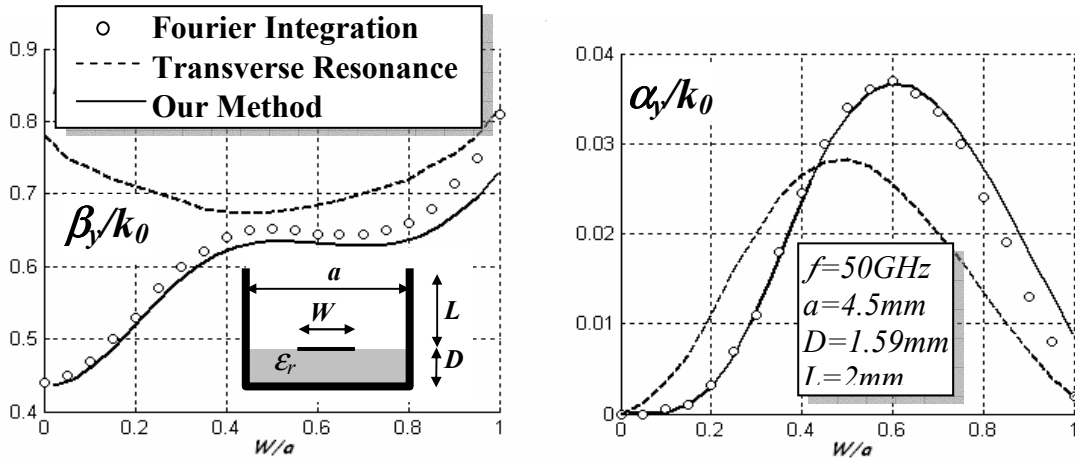 Fourier Integration
Transverse Resonance
Our Method
0.9
0.8
0.7
0.6
0.5
0.4
βy/k0
a
W
L
D
εr
0 0.2 0.4 0.6 0.8 1
W/a
0.04
0.03
0.02
0.01
0
αy/k0
f=50GHz
a=4.5mm
D=1.59mm
L=2mm
0 0.2 0.4 0.6 0.8 1
W/a